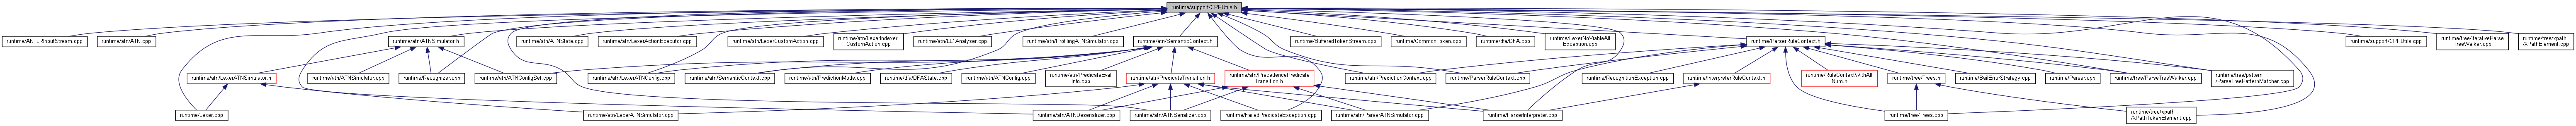 runtime/support/CPPUtils.h
runtime/ANTLRInputStream.cpp
runtime/atn/ATN.cpp
runtime/atn/ATNSimulator.h
runtime/atn/ATNState.cpp
runtime/atn/LexerActionExecutor.cpp
runtime/atn/LexerCustomAction.cpp
runtime/atn/LexerIndexed
CustomAction.cpp
runtime/atn/LL1Analyzer.cpp
runtime/atn/ProfilingATNSimulator.cpp
runtime/atn/SemanticContext.h
runtime/BufferedTokenStream.cpp
runtime/CommonToken.cpp
runtime/dfa/DFA.cpp
runtime/LexerNoViableAlt
Exception.cpp
runtime/ParserRuleContext.h
runtime/support/CPPUtils.cpp
runtime/tree/IterativeParse
TreeWalker.cpp
runtime/tree/xpath
/XPathElement.cpp
runtime/atn/LexerATNSimulator.h
runtime/atn/ATNSimulator.cpp
runtime/Recognizer.cpp
runtime/atn/ATNConfigSet.cpp
runtime/atn/LexerATNConfig.cpp
runtime/atn/SemanticContext.cpp
runtime/atn/PredictionMode.cpp
runtime/dfa/DFAState.cpp
runtime/atn/ATNConfig.cpp
runtime/atn/PredicateEval
Info.cpp
runtime/atn/PredicateTransition.h
runtime/atn/PrecedencePredicate
Transition.h
runtime/atn/PredictionContext.cpp
runtime/ParserRuleContext.cpp
runtime/RecognitionException.cpp
runtime/InterpreterRuleContext.h
runtime/RuleContextWithAlt
Num.h
runtime/tree/Trees.h
runtime/BailErrorStrategy.cpp
runtime/Parser.cpp
runtime/tree/ParseTreeWalker.cpp
runtime/tree/pattern
/ParseTreePatternMatcher.cpp
runtime/Lexer.cpp
runtime/atn/LexerATNSimulator.cpp
runtime/atn/ATNDeserializer.cpp
runtime/atn/ATNSerializer.cpp
runtime/FailedPredicateException.cpp
runtime/atn/ParserATNSimulator.cpp
runtime/ParserInterpreter.cpp
runtime/tree/Trees.cpp
runtime/tree/xpath
/XPathTokenElement.cpp